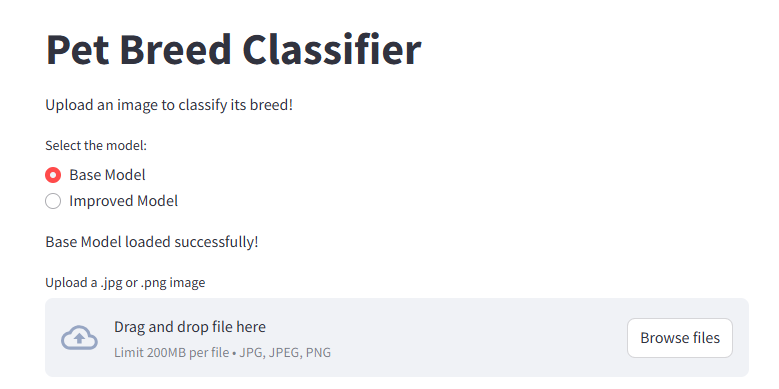 Pet Breed Classifier
Upload an image to classify its breed!
Select the model:
Base Model
Improved Model
Base Model loaded successfully!
Upload a .jpg or .png image
Drag and drop file here
Limit 200MB per file • JPG, JPEG, PNG
Browse files